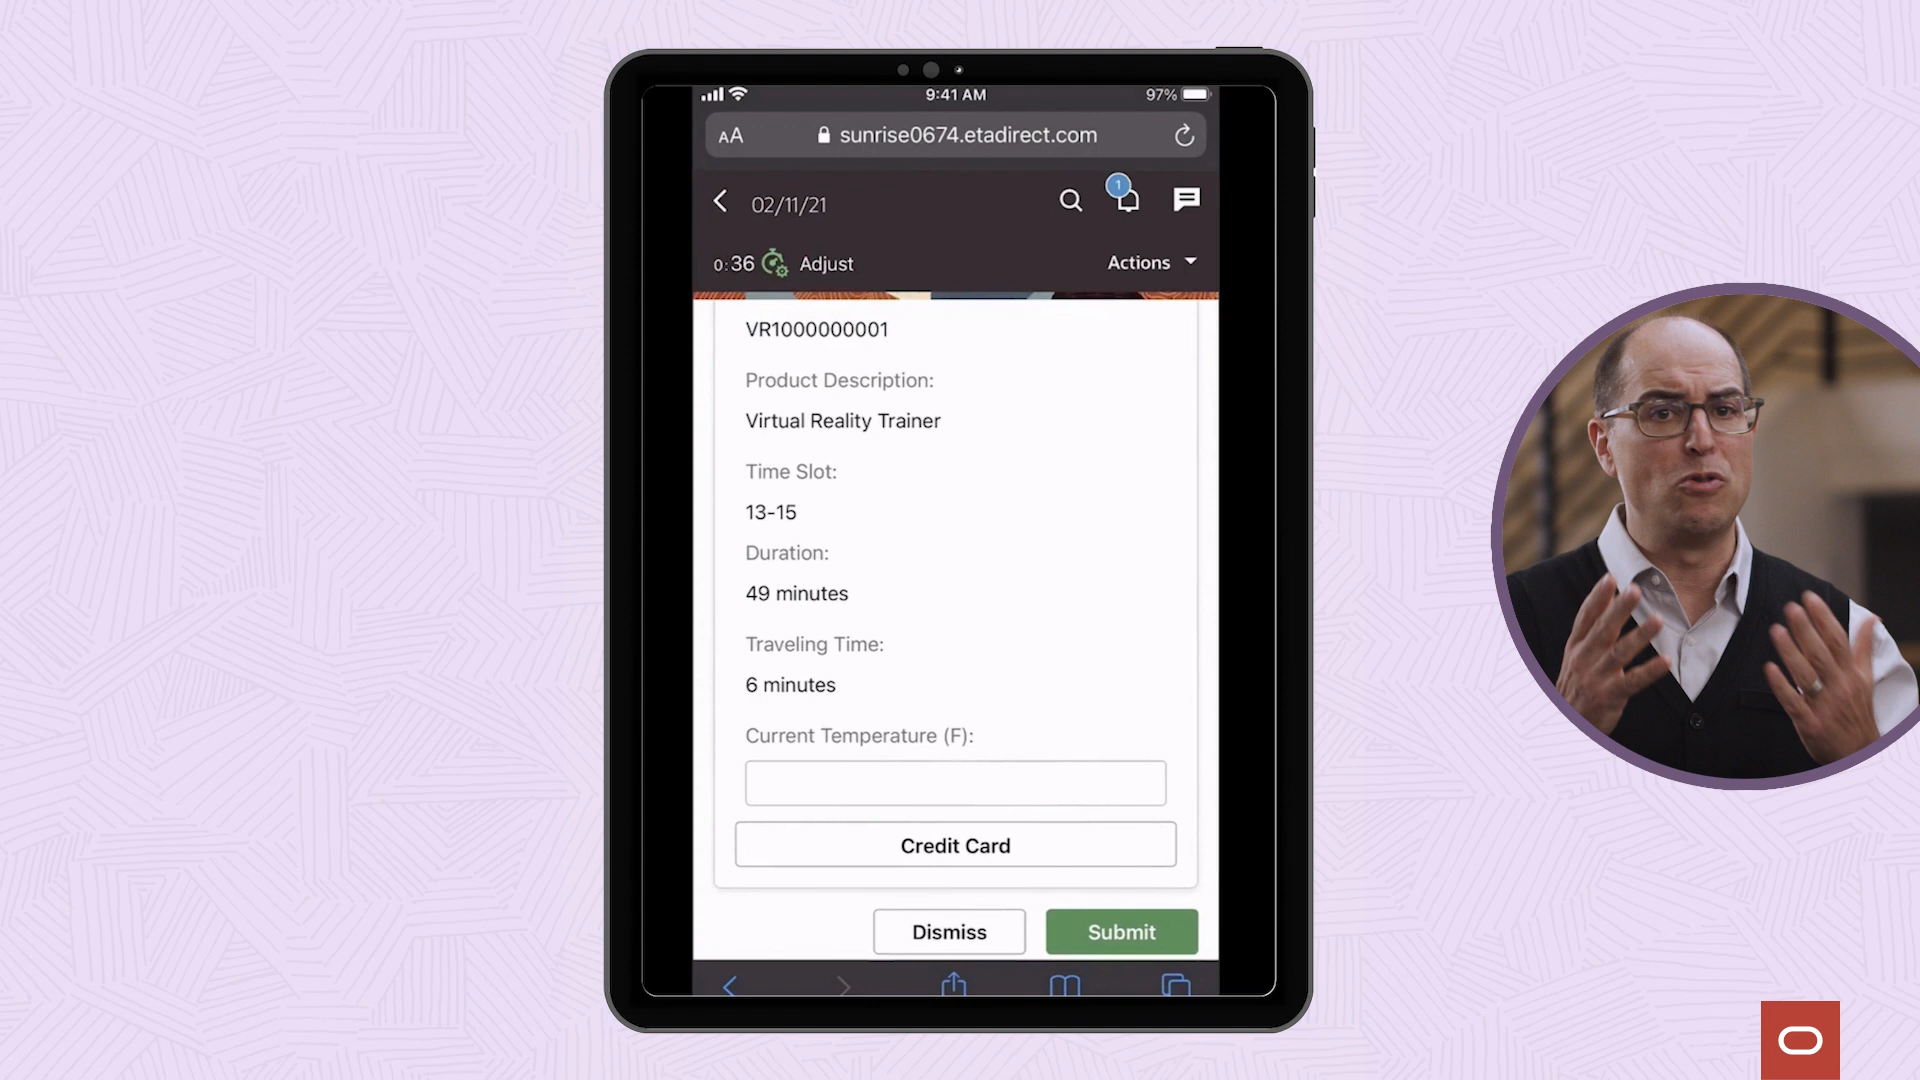 9:41 AM
97%
AA
sunrise0674.etadirect.com
02/11/21
1
0:36
Adjust
Actions
VR1000000001
Product Description:
Virtual Reality Trainer
Time Slot:
13-15
Duration:
49 minutes
Traveling Time:
6 minutes
Current Temperature (F):
Credit Card
Dismiss
Submit